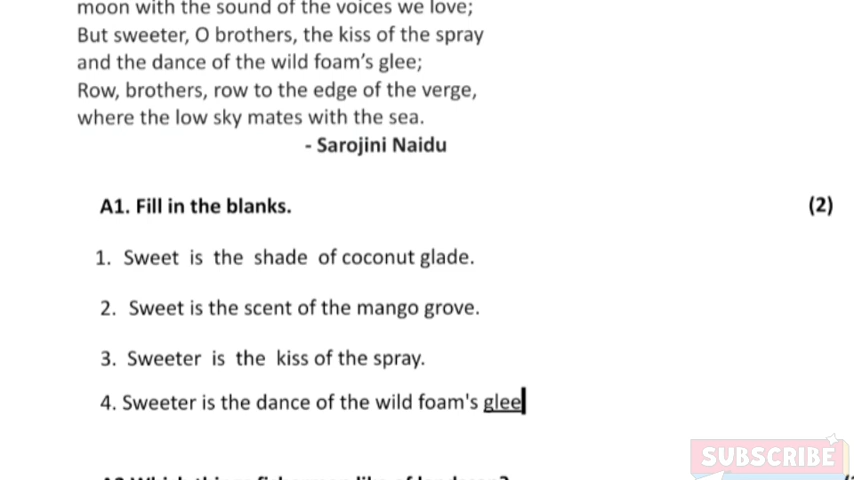 moon with the sound of the voices we love;
But sweeter, O brothers, the kiss of the spray
and the dance of the wild foam's glee;
Row, brothers, row to the edge of the verge,
where the low sky mates with the sea.
- Sarojini Naidu
A1. Fill in the blanks. (2)
1. Sweet is the shade of coconut glade.
2. Sweet is the scent of the mango grove.
3. Sweeter is the kiss of the spray.
4. Sweeter is the dance of the wild foam's glee
SUBSCRIBE